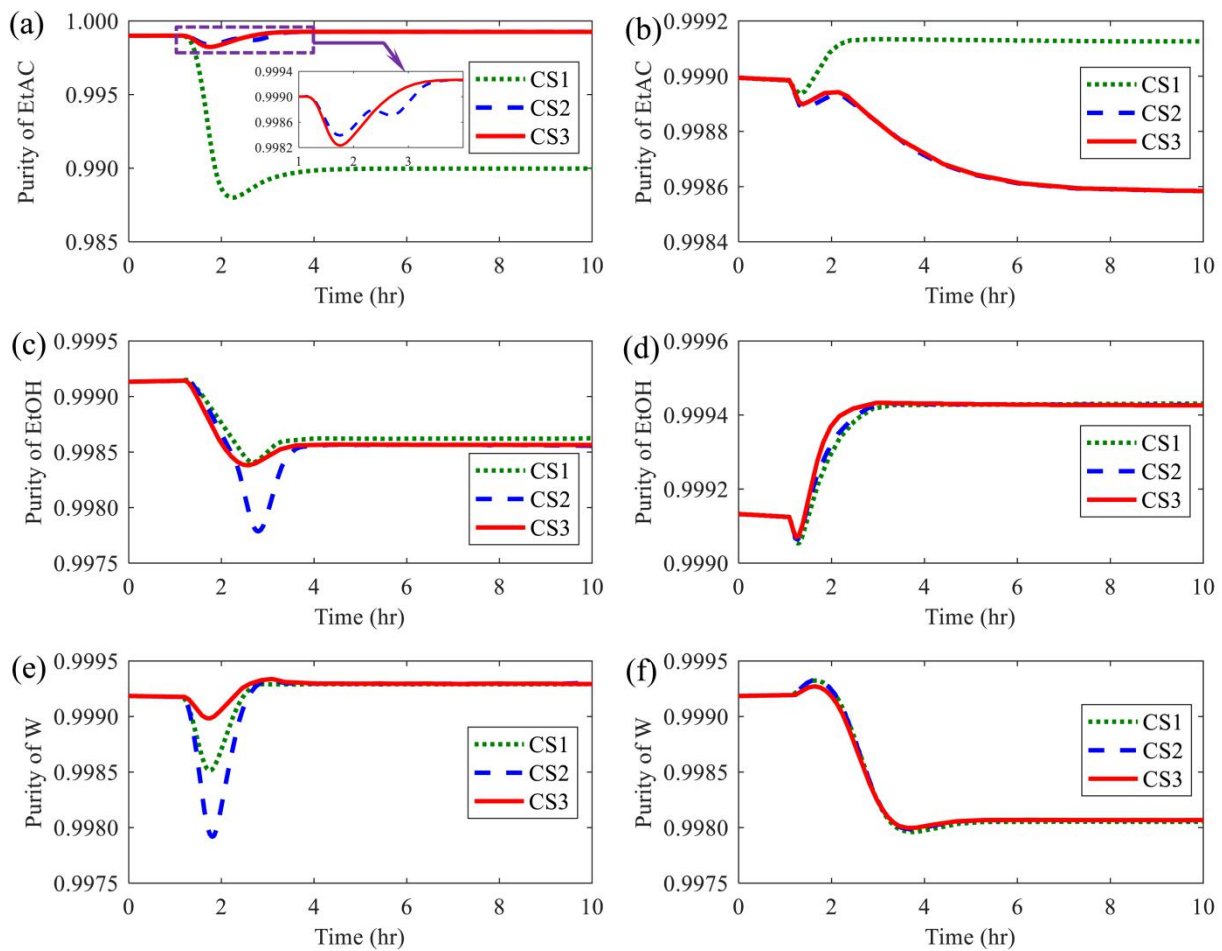 (a)
1.000
0.995
0.990
0.985
Purity of EtAC
0.9994
0.9990
0.9986
0.9982
1 2 3
CS1
CS2
CS3
0 2 4 6 8 10
Time (hr)
(b)
0.9992
0.9990
0.9988
0.9986
0.9984
Purity of EtAC
CS1
CS2
CS3
0 2 4 6 8 10
Time (hr)
(c)
0.9995
0.9990
0.9985
0.9980
0.9975
Purity of EtOH
CS1
CS2
CS3
0 2 4 6 8 10
Time (hr)
(d)
0.9996
0.9994
0.9992
0.9990
Purity of EtOH
CS1
CS2
CS3
0 2 4 6 8 10
Time (hr)
(e)
0.9995
0.9990
0.9985
0.9980
0.9975
Purity of W
CS1
CS2
CS3
0 2 4 6 8 10
Time (hr)
(f)
0.9995
0.9990
0.9985
0.9980
0.9975
Purity of W
CS1
CS2
CS3
0 2 4 6 8 10
Time (hr)